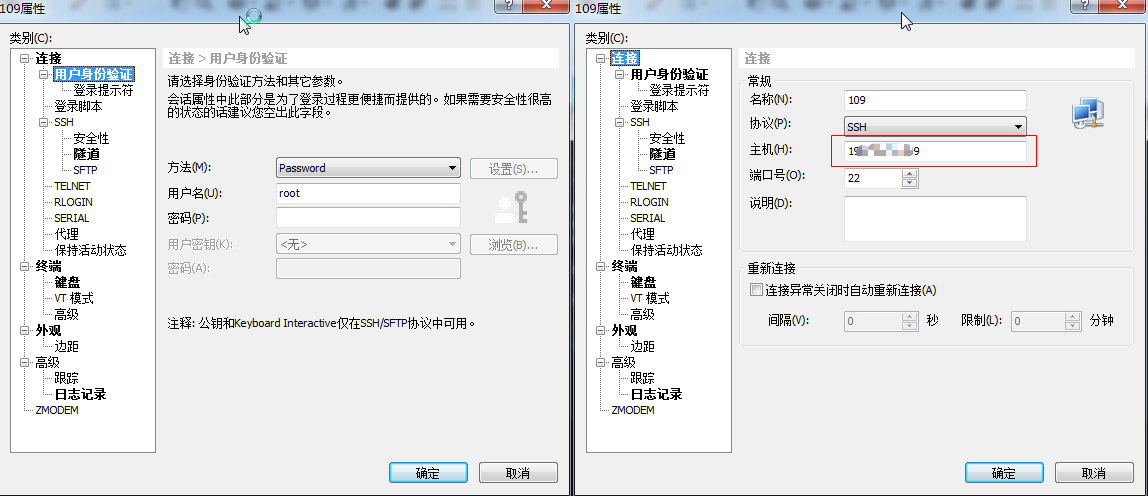 109属性
类别(C):
连接
用户身份验证
登录提示符
登录脚本
SSH
安全性
隧道
SFTP
TELNET
RLOGIN
SERIAL
代理
保持活动状态
终端
键盘
VT 模式
高级
外观
边距
高级
跟踪
日志记录
ZMODEM
连接 > 用户身份验证
请选择身份验证方法和其它参数。
会话属性中此部分是为了登录过程更便捷而提供的。如果需要安全性很高
的状态的话建议您空出此字段。
方法(M):
Password
设置(S)...
用户名(U):
root
密码(P):
用户密钥(K):
<无>
浏览(B)...
密码(A):
注释: 公钥和Keyboard Interactive仅在SSH/SFTP协议中可用。
确定
取消
109属性
类别(C):
连接
用户身份验证
登录提示符
登录脚本
SSH
安全性
隧道
SFTP
TELNET
RLOGIN
SERIAL
代理
保持活动状态
终端
键盘
VT 模式
高级
外观
边距
高级
跟踪
日志记录
ZMODEM
连接
常规
名称(N):
109
协议(P):
SSH
主机(H):
端口号(O):
22
说明(D):
重新连接
连接异常关闭时自动重新连接(A)
间隔(V):
0
秒
限制(L):
0
分钟
确定
取消